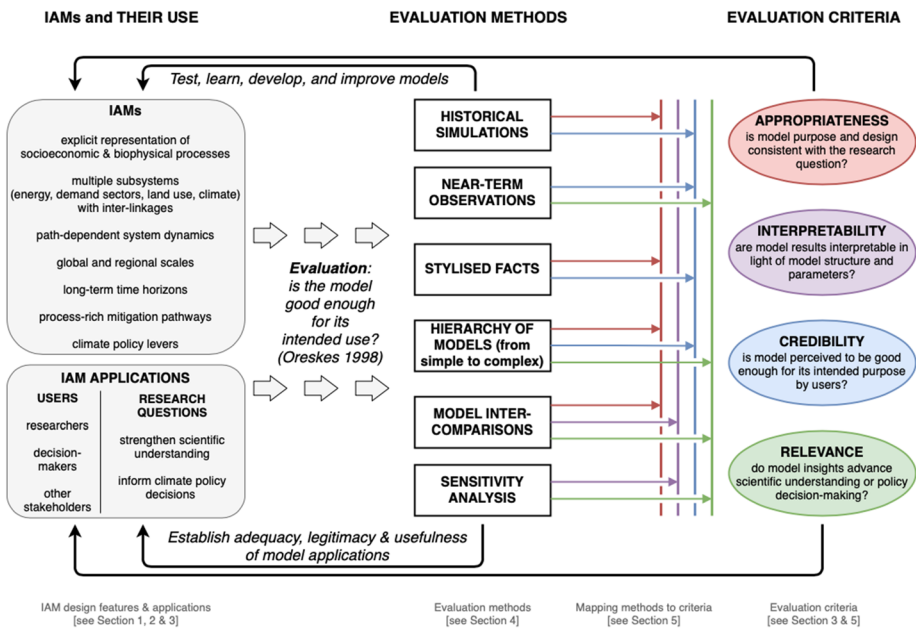 IAMs and THEIR USE
EVALUATION METHODS
EVALUATION CRITERIA
Test, learn, develop, and improve models
IAMs
explicit representation of
socioeconomic & biophysical processes
multiple subsystems
(energy, demand sectors, land use, climate)
with inter-linkages
path-dependent system dynamics
global and regional scales
long-term time horizons
process-rich mitigation pathways
climate policy levers
IAM APPLICATIONS
USERS
researchers
decision-
makers
other
stakeholders
RESEARCH
QUESTIONS
strengthen scientific
understanding
inform climate policy
decisions
Evaluation:
is the model
good enough
for its
intended use?
(Oreskes 1998)
HISTORICAL
SIMULATIONS
NEAR-TERM
OBSERVATIONS
STYLISED FACTS
HIERARCHY OF
MODELS (from
simple to complex)
MODEL INTER-
COMPARISONS
SENSITIVITY
ANALYSIS
APPROPRIATENESS
is model purpose and design
consistent with the research
question?
INTERPRETABILITY
are model results interpretable in
light of model structure and
parameters?
CREDIBILITY
is model perceived to be good
enough for its intended purpose
by users?
RELEVANCE
do model insights advance
scientific understanding or policy
decision-making?
Establish adequacy, legitimacy & usefulness
of model applications
IAM design features & applications
[see Section 1, 2 & 3]
Evaluation methods
[see Section 4]
Mapping methods to criteria
[see Section 5]
Evaluation criteria
[see Section 3 & 5]